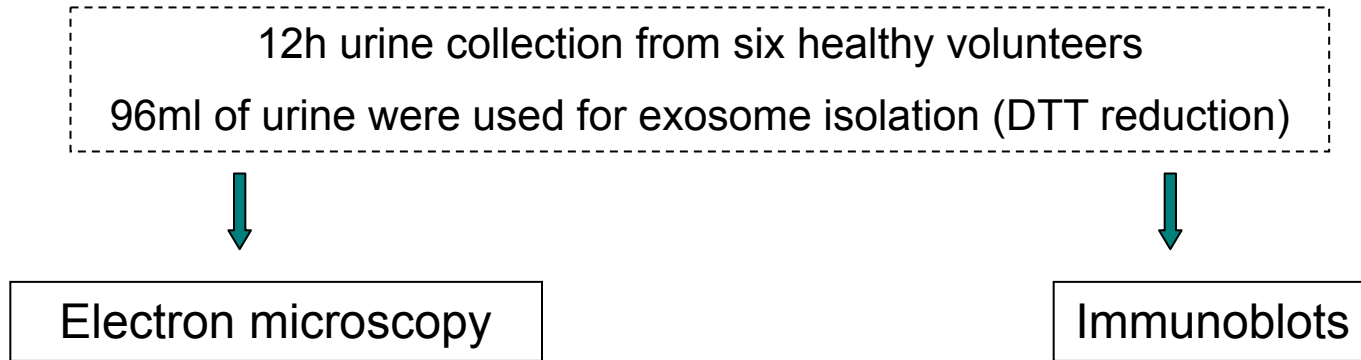 12h urine collection from six healthy volunteers
96ml of urine were used for exosome isolation (DTT reduction)
Electron microscopy
Immunoblots